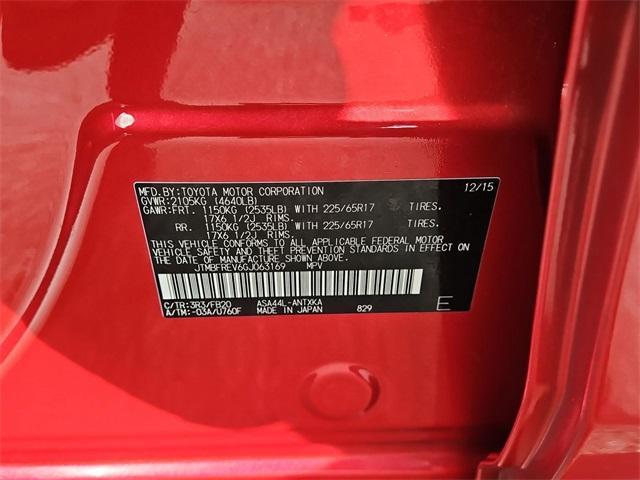 MFD.BY:TOYOTA MOTOR CORPORATION 12/15
GVWR:2105KG (4640LB)
GAWR:FRT. 1150KG (2535LB) WITH 225/65R17 TIRES.
17X6 1/2J RIMS.
RR. 1150KG (2535LB) WITH 225/65R17 TIRES.
17X6 1/2J RIMS.
THIS VEHICLE CONFORMS TO ALL APPLICABLE FEDERAL MOTOR
VEHICLE SAFETY AND THEFT PREVENTION STANDARDS IN EFFECT
ON THE DATE OF MANUFACTURE SHOWN ABOVE.
JTMBFREV6GJ063169 MPV
C/TR:3R3/FB20 ASA44L-ANTXKA
A/TM:-03A/U760F MADE IN JAPAN 829 E